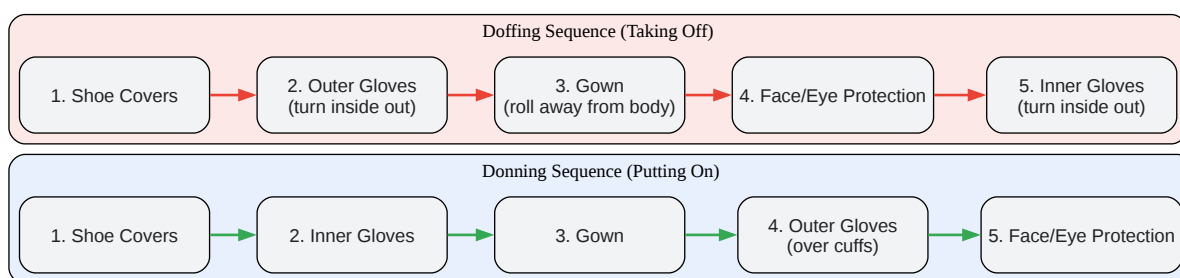 Doffing Sequence (Taking Off)
1. Shoe Covers
2. Outer Gloves
(turn inside out)
3. Gown
(roll away from body)
4. Face/Eye Protection
5. Inner Gloves
(turn inside out)
Donning Sequence (Putting On)
1. Shoe Covers
2. Inner Gloves
3. Gown
4. Outer Gloves
(over cuffs)
5. Face/Eye Protection